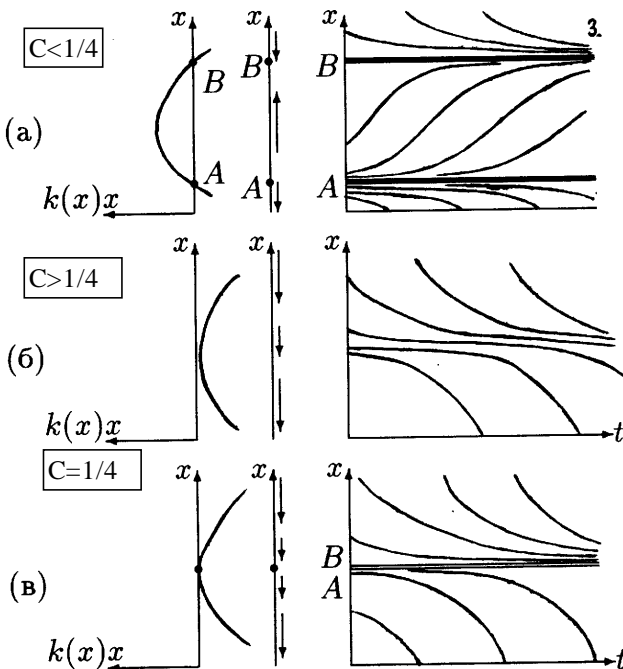 x x x 3.
C<1/4
B B B
(а)
A A A
k(x)x
x x x
C>1/4
(б)
k(x)x t
C=1/4
x x x
B
A
(в)
k(x)x t